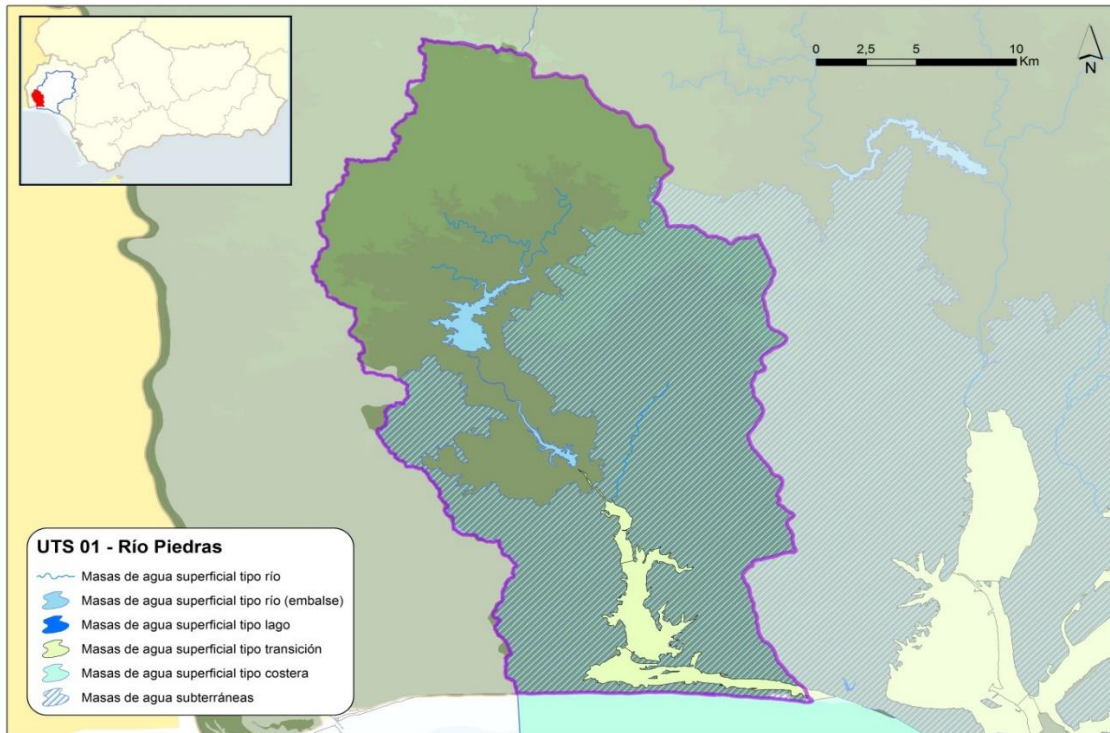 0 2,5 5 10
Km
N
UTS 01 - Río Piedras
Masas de agua superficial tipo río
Masas de agua superficial tipo río (embalse)
Masas de agua superficial tipo lago
Masas de agua superficial tipo transición
Masas de agua superficial tipo costera
Masas de agua subterráneas